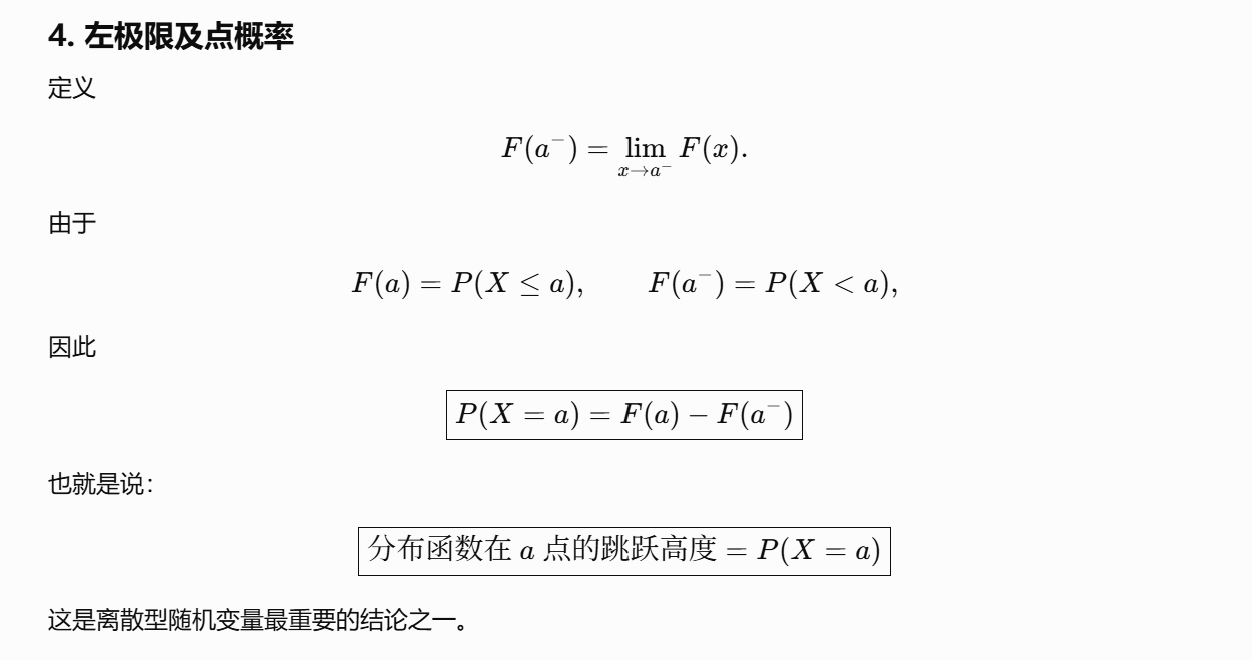 4. 左极限及点概率
定义
F(a⁻) = lim_{x→a⁻} F(x).
由于
F(a) = P(X ≤ a),  F(a⁻) = P(X < a),
因此
P(X = a) = F(a) − F(a⁻)
也就是说：
分布函数在 a 点的跳跃高度 = P(X = a)
这是离散型随机变量最重要的结论之一。